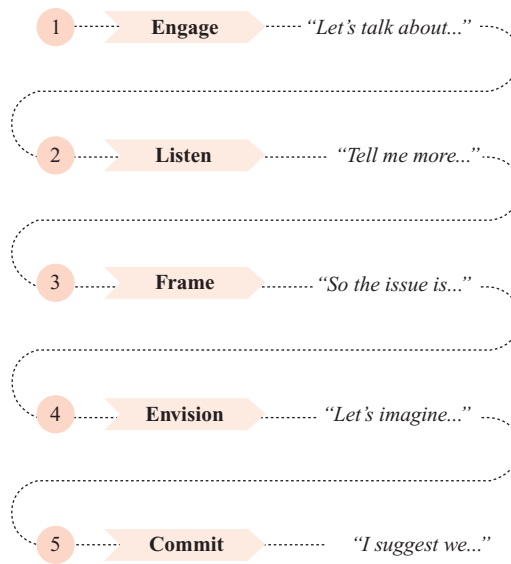 1 Engage “Let’s talk about...”
2 Listen “Tell me more...”
3 Frame “So the issue is...”
4 Envision “Let’s imagine...”
5 Commit “I suggest we...”